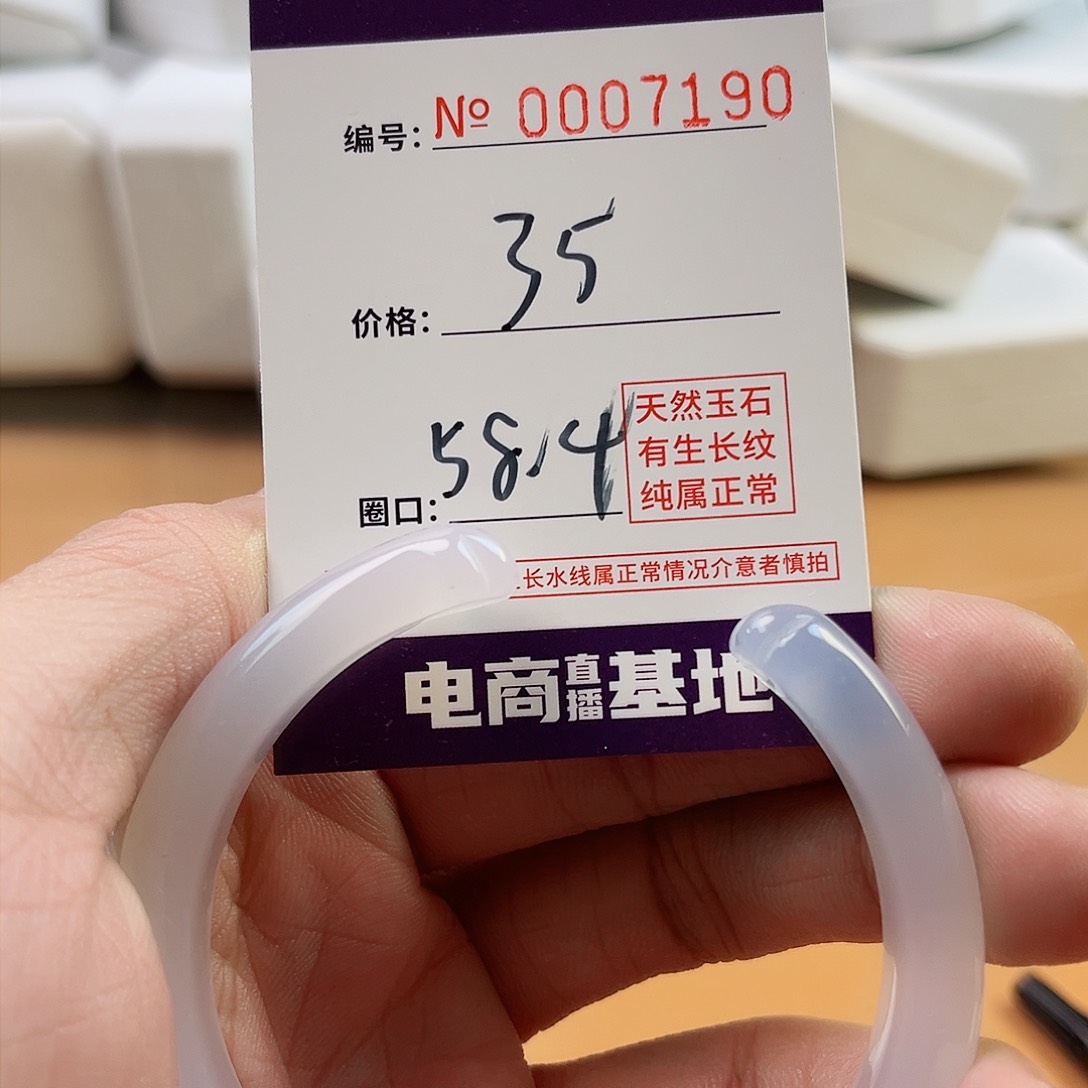 编号: № 0007190
价格: 35
圈口: 58.4
天然玉石
有生长纹
纯属正常
长水线属正常情况介意者慎拍
电商直播基地